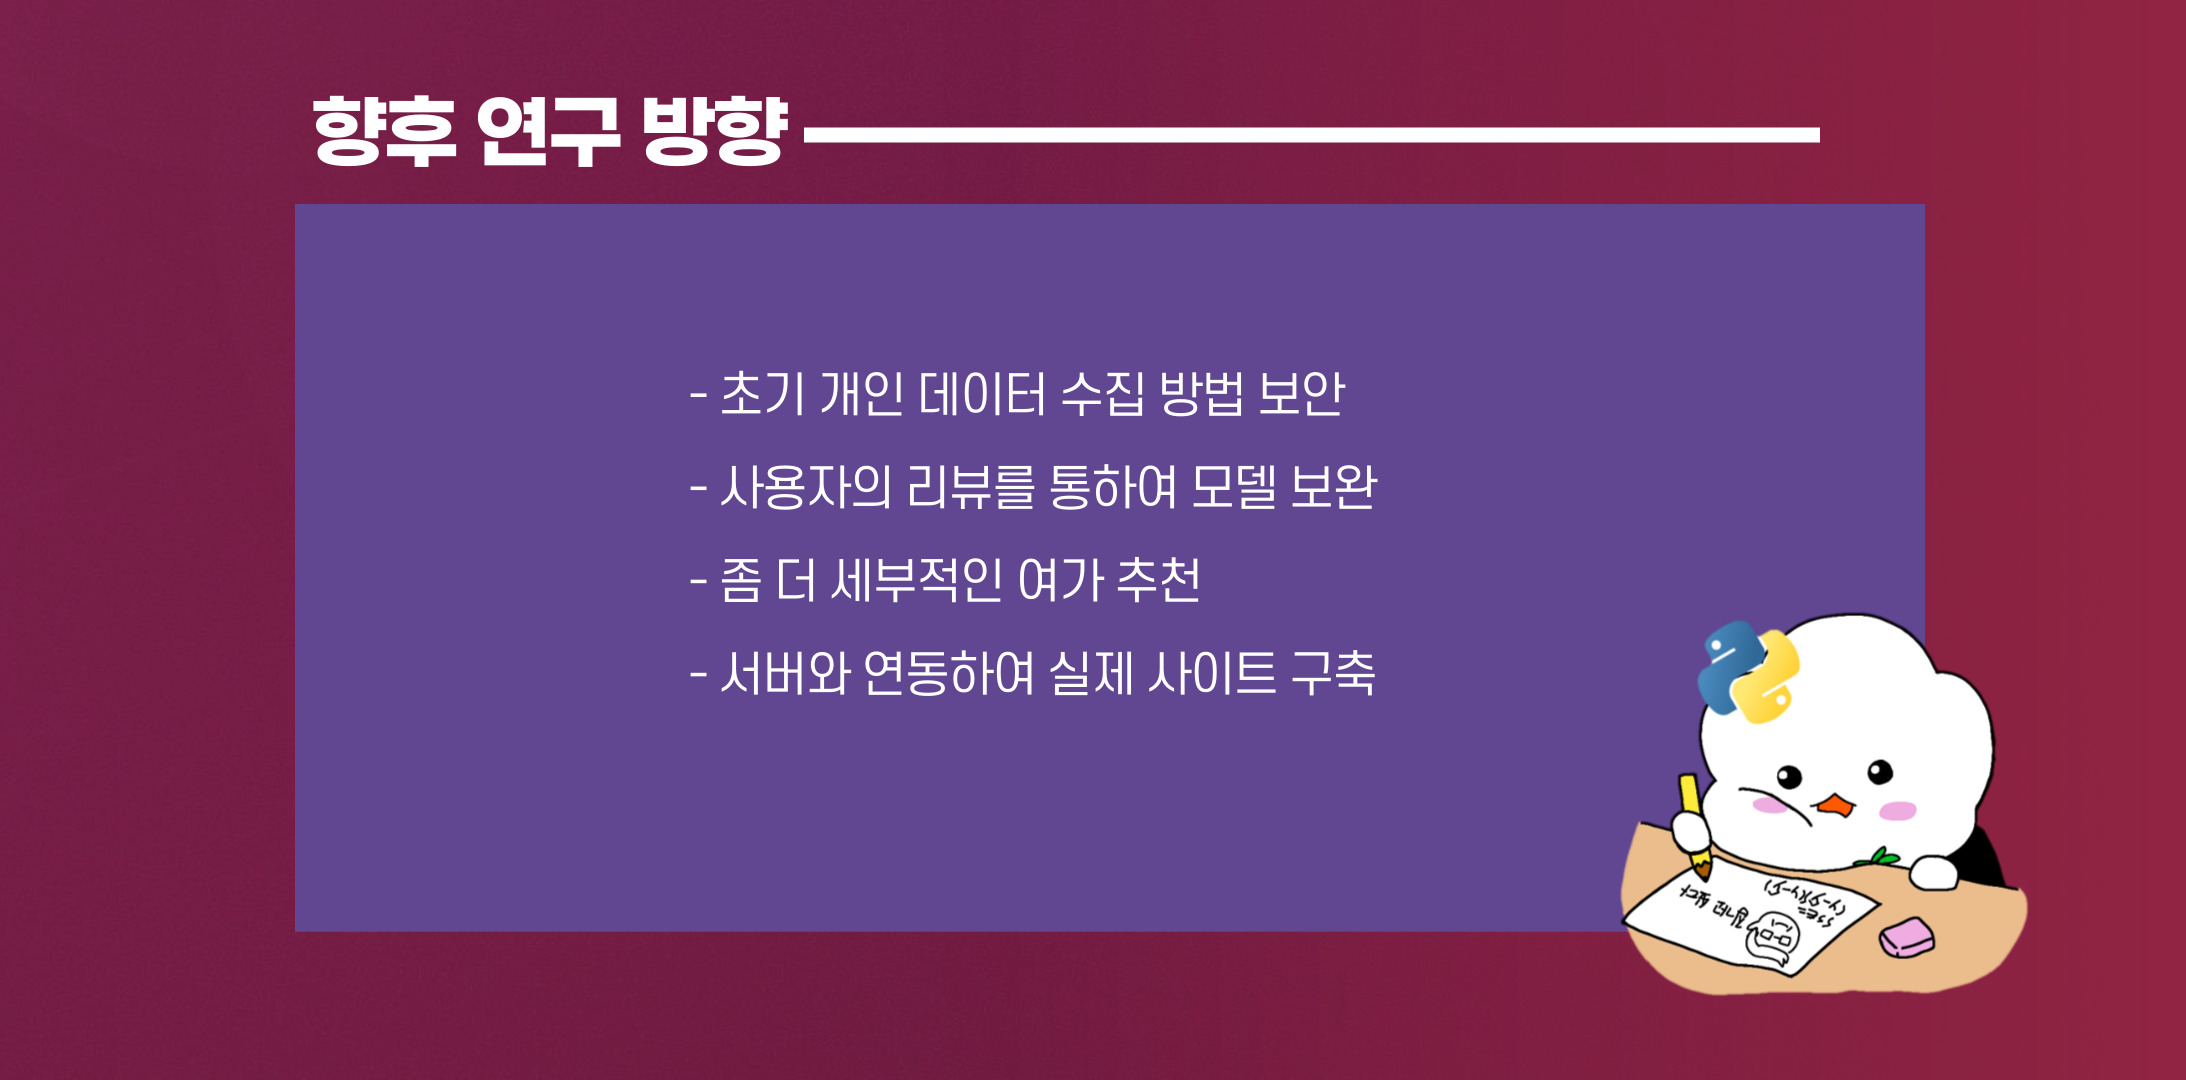 향후 연구 방향
- 초기 개인 데이터 수집 방법 보안
- 사용자의 리뷰를 통하여 모델 보완
- 좀 더 세부적인 여가 추천
- 서버와 연동하여 실제 사이트 구축